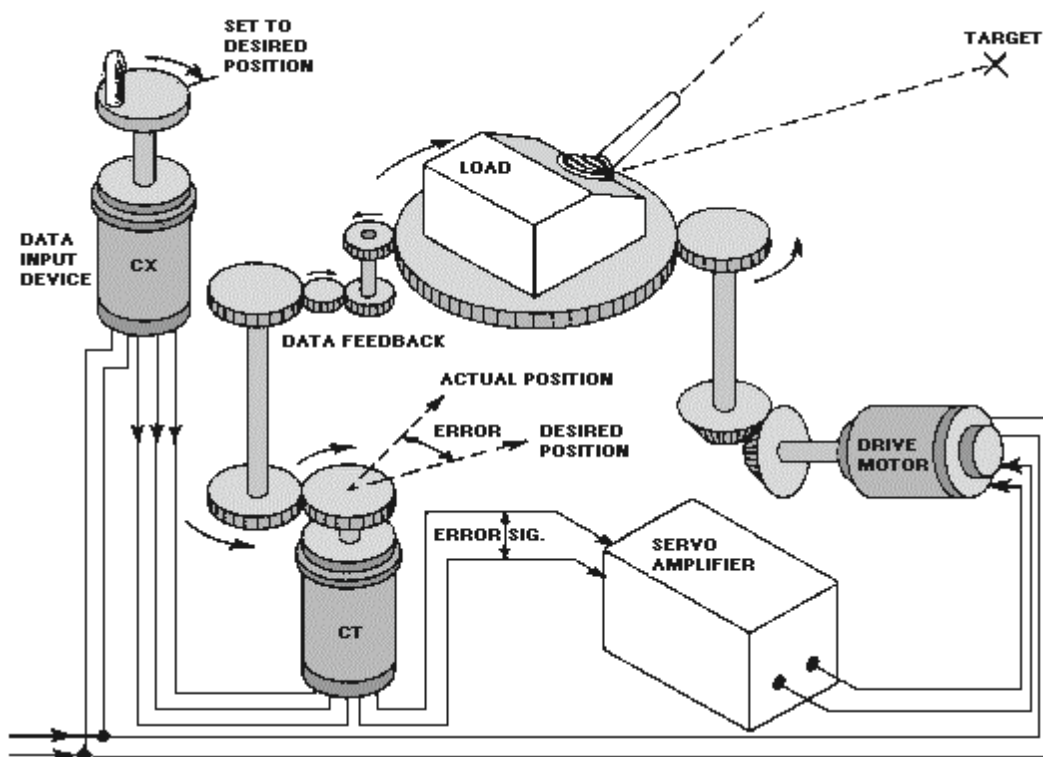 SET TO
DESIRED
POSITION
TARGET
LOAD
DATA
INPUT
DEVICE
CX
DATA FEEDBACK
ACTUAL POSITION
ERROR
DESIRED
POSITION
DRIVE
MOTOR
ERROR SIG.
SERVO
AMPLIFIER
CT